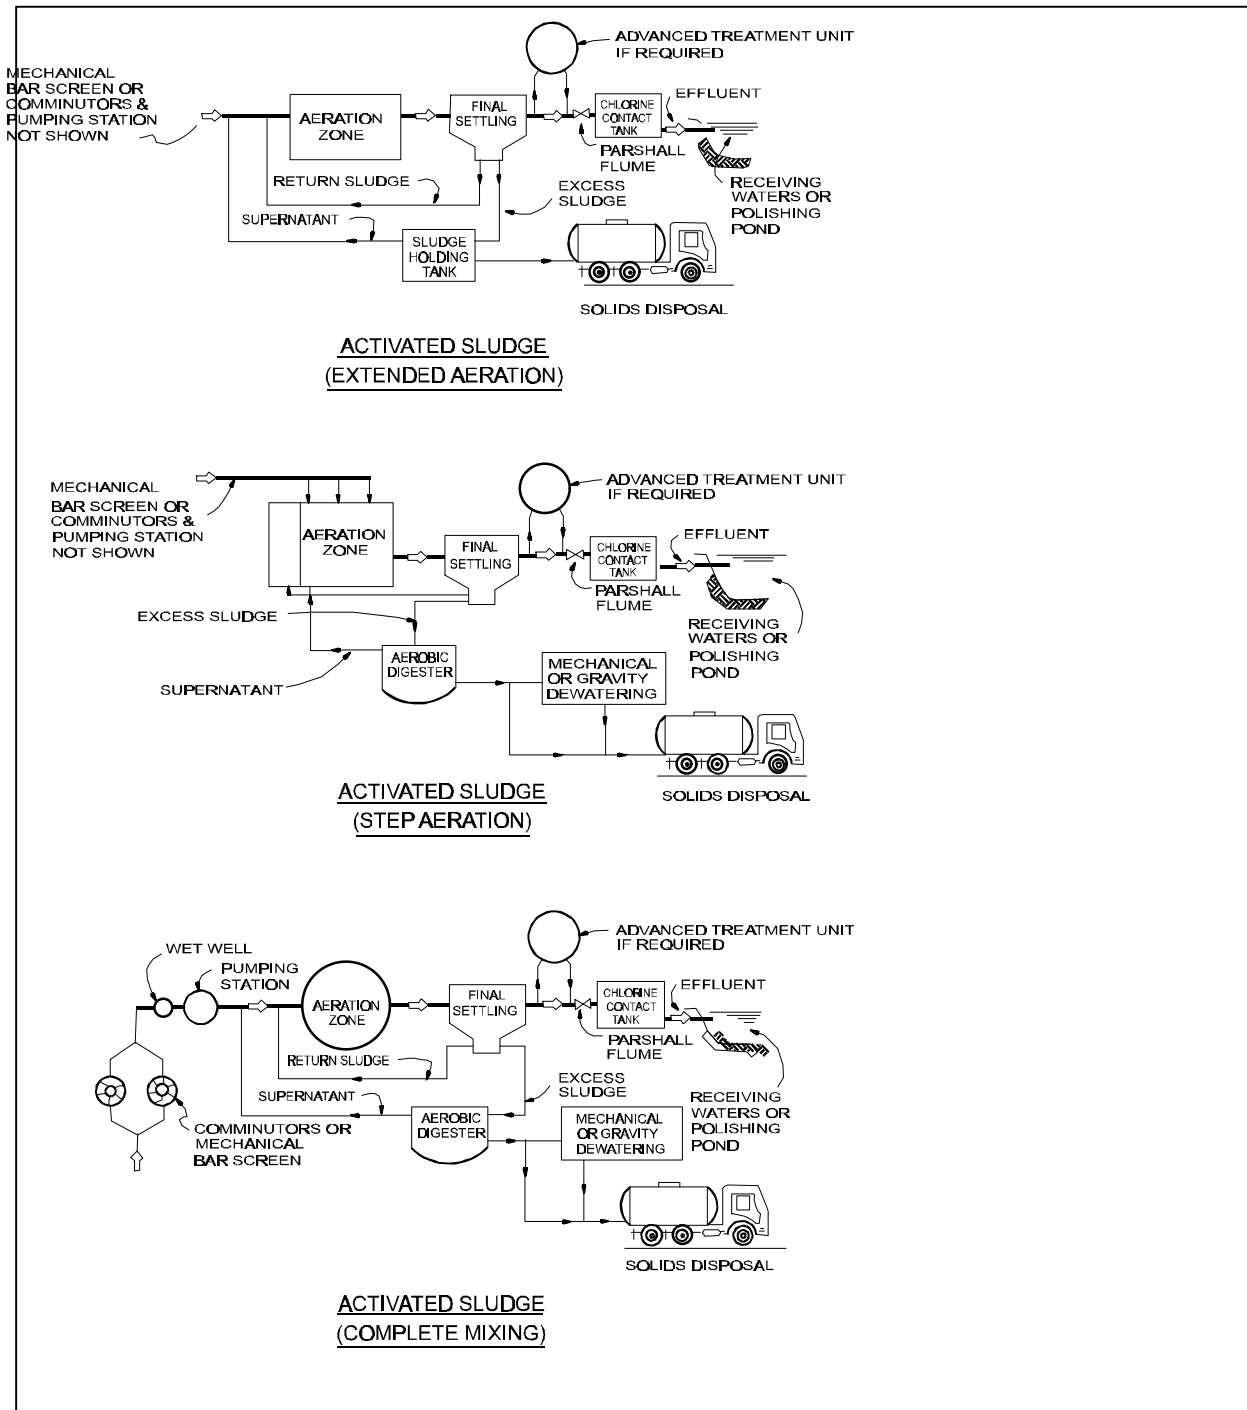 ADVANCED TREATMENT UNIT
IF REQUIRED
MECHANICAL
BAR SCREEN OR
COMMINUTORS &
PUMPING STATION
NOT SHOWN
AERATION
ZONE
FINAL
SETTLING
CHLORINE
CONTACT
TANK
EFFLUENT
PARSHALL
FLUME
RECEIVING
WATERS OR
POLISHING
POND
RETURN SLUDGE
EXCESS
SLUDGE
SUPERNATANT
SLUDGE
HOLDING
TANK
SOLIDS DISPOSAL
ACTIVATED SLUDGE
(EXTENDED AERATION)
ADVANCED TREATMENT UNIT
IF REQUIRED
MECHANICAL
BAR SCREEN OR
COMMINUTORS &
PUMPING STATION
NOT SHOWN
AERATION
ZONE
FINAL
SETTLING
CHLORINE
CONTACT
TANK
EFFLUENT
PARSHALL
FLUME
RECEIVING
WATERS OR
POLISHING
POND
EXCESS SLUDGE
SUPERNATANT
AEROBIC
DIGESTER
MECHANICAL
OR GRAVITY
DEWATERING
SOLIDS DISPOSAL
ACTIVATED SLUDGE
(STEP AERATION)
ADVANCED TREATMENT UNIT
IF REQUIRED
WET WELL
PUMPING
STATION
AERATION
ZONE
FINAL
SETTLING
CHLORINE
CONTACT
TANK
EFFLUENT
PARSHALL
FLUME
RETURN SLUDGE
EXCESS
SLUDGE
SUPERNATANT
COMMINUTORS OR
MECHANICAL
BAR SCREEN
AEROBIC
DIGESTER
MECHANICAL
OR GRAVITY
DEWATERING
RECEIVING
WATERS OR
POLISHING
POND
SOLIDS DISPOSAL
ACTIVATED SLUDGE
(COMPLETE MIXING)